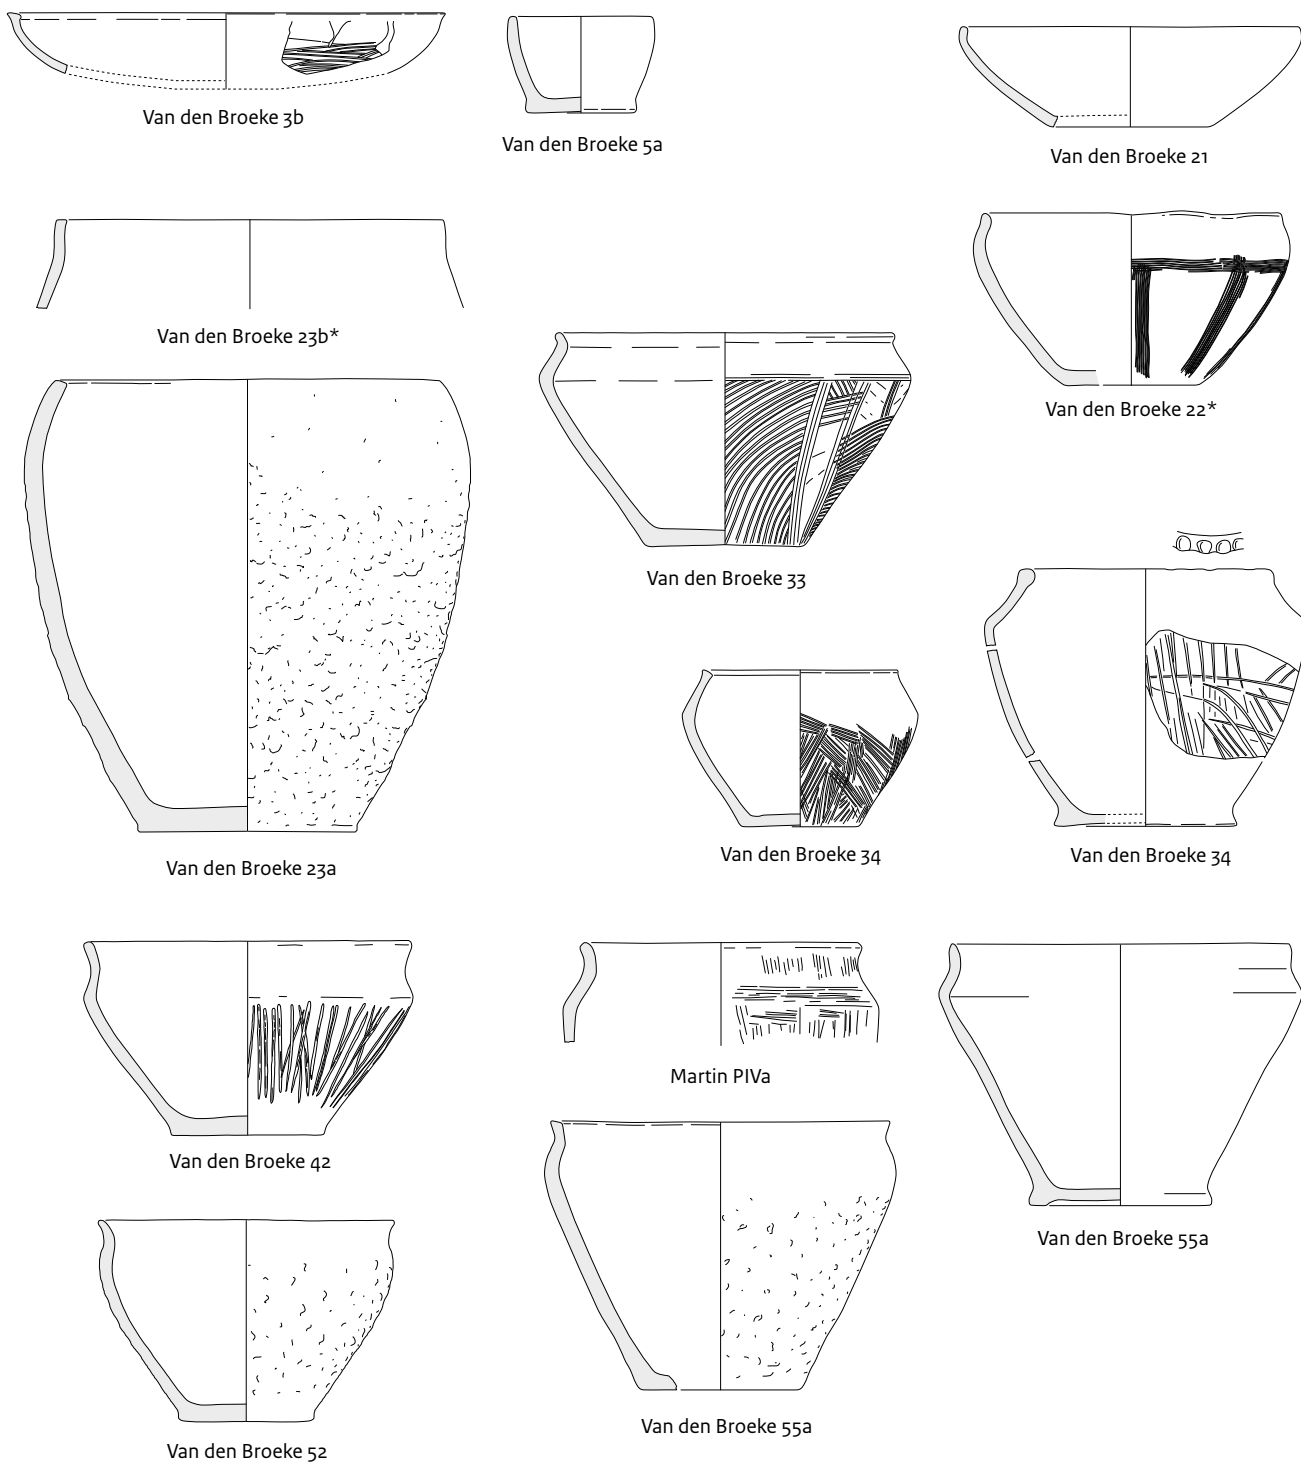 Van den Broeke 3b
Van den Broeke 5a
Van den Broeke 21
Van den Broeke 23b*
Van den Broeke 22*
Van den Broeke 33
Van den Broeke 23a
Van den Broeke 34
Van den Broeke 34
Van den Broeke 42
Martin PIVa
Van den Broeke 55a
Van den Broeke 52
Van den Broeke 55a